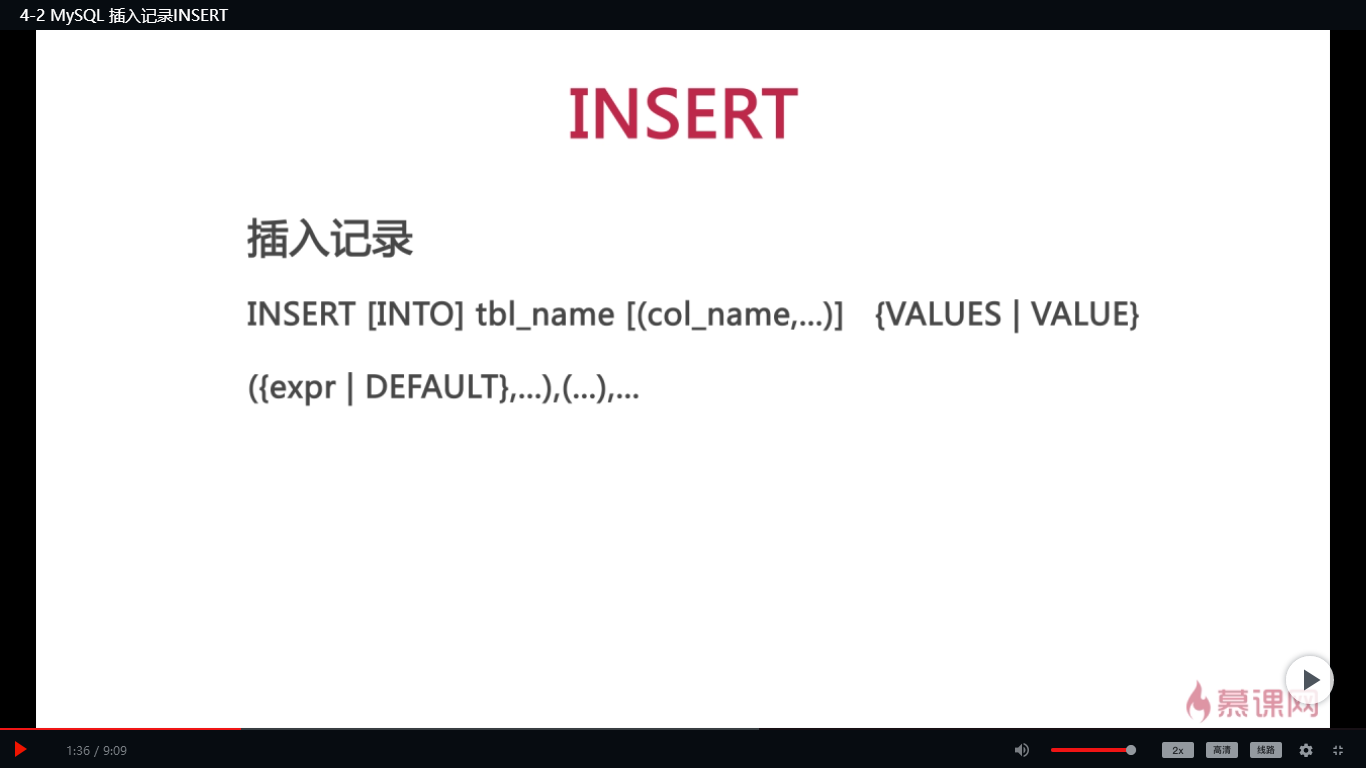 4-2 MySQL 插入记录INSERT
INSERT
插入记录
INSERT [INTO] tbl_name [(col_name,...)] {VALUES | VALUE}
({expr | DEFAULT},...),(...),...
慕课网
1:36 / 9:09
2x
高清
线路